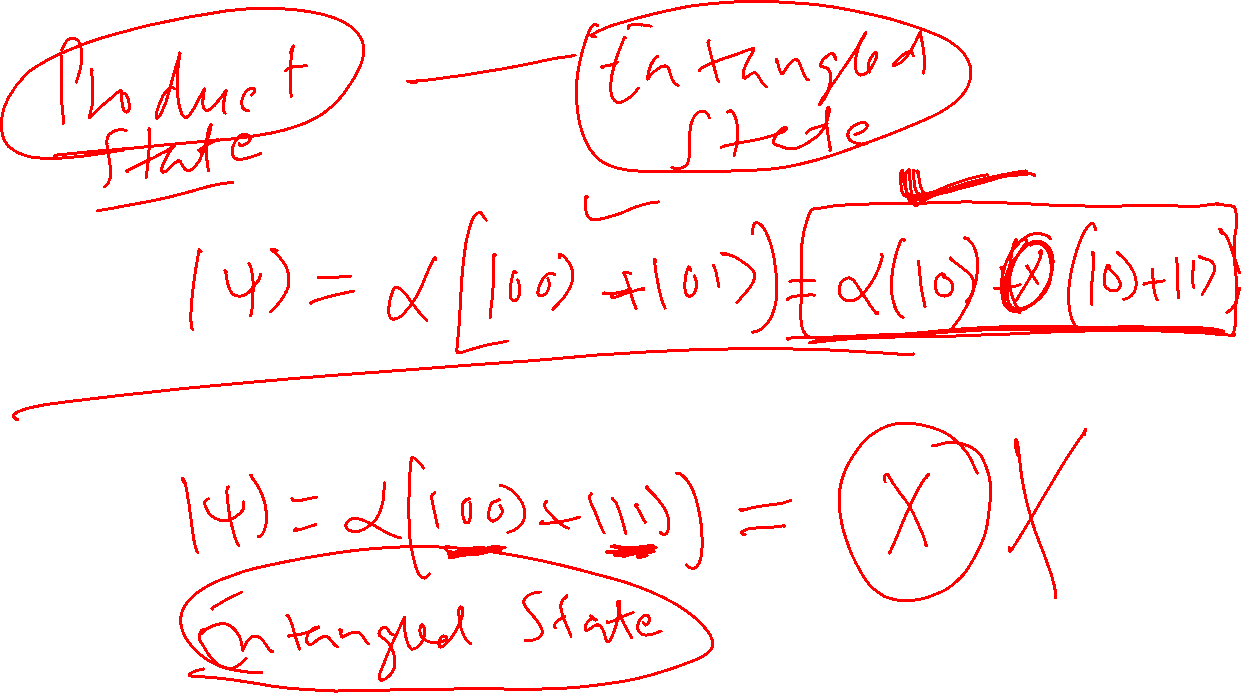 Product State — Entangled State
|ψ⟩ = α[|00⟩ + |01⟩] = α(|0⟩ ⊗ (|0⟩+|1⟩)
|ψ⟩ = α[|00⟩ + |11⟩] = ⊗ X
Entangled State